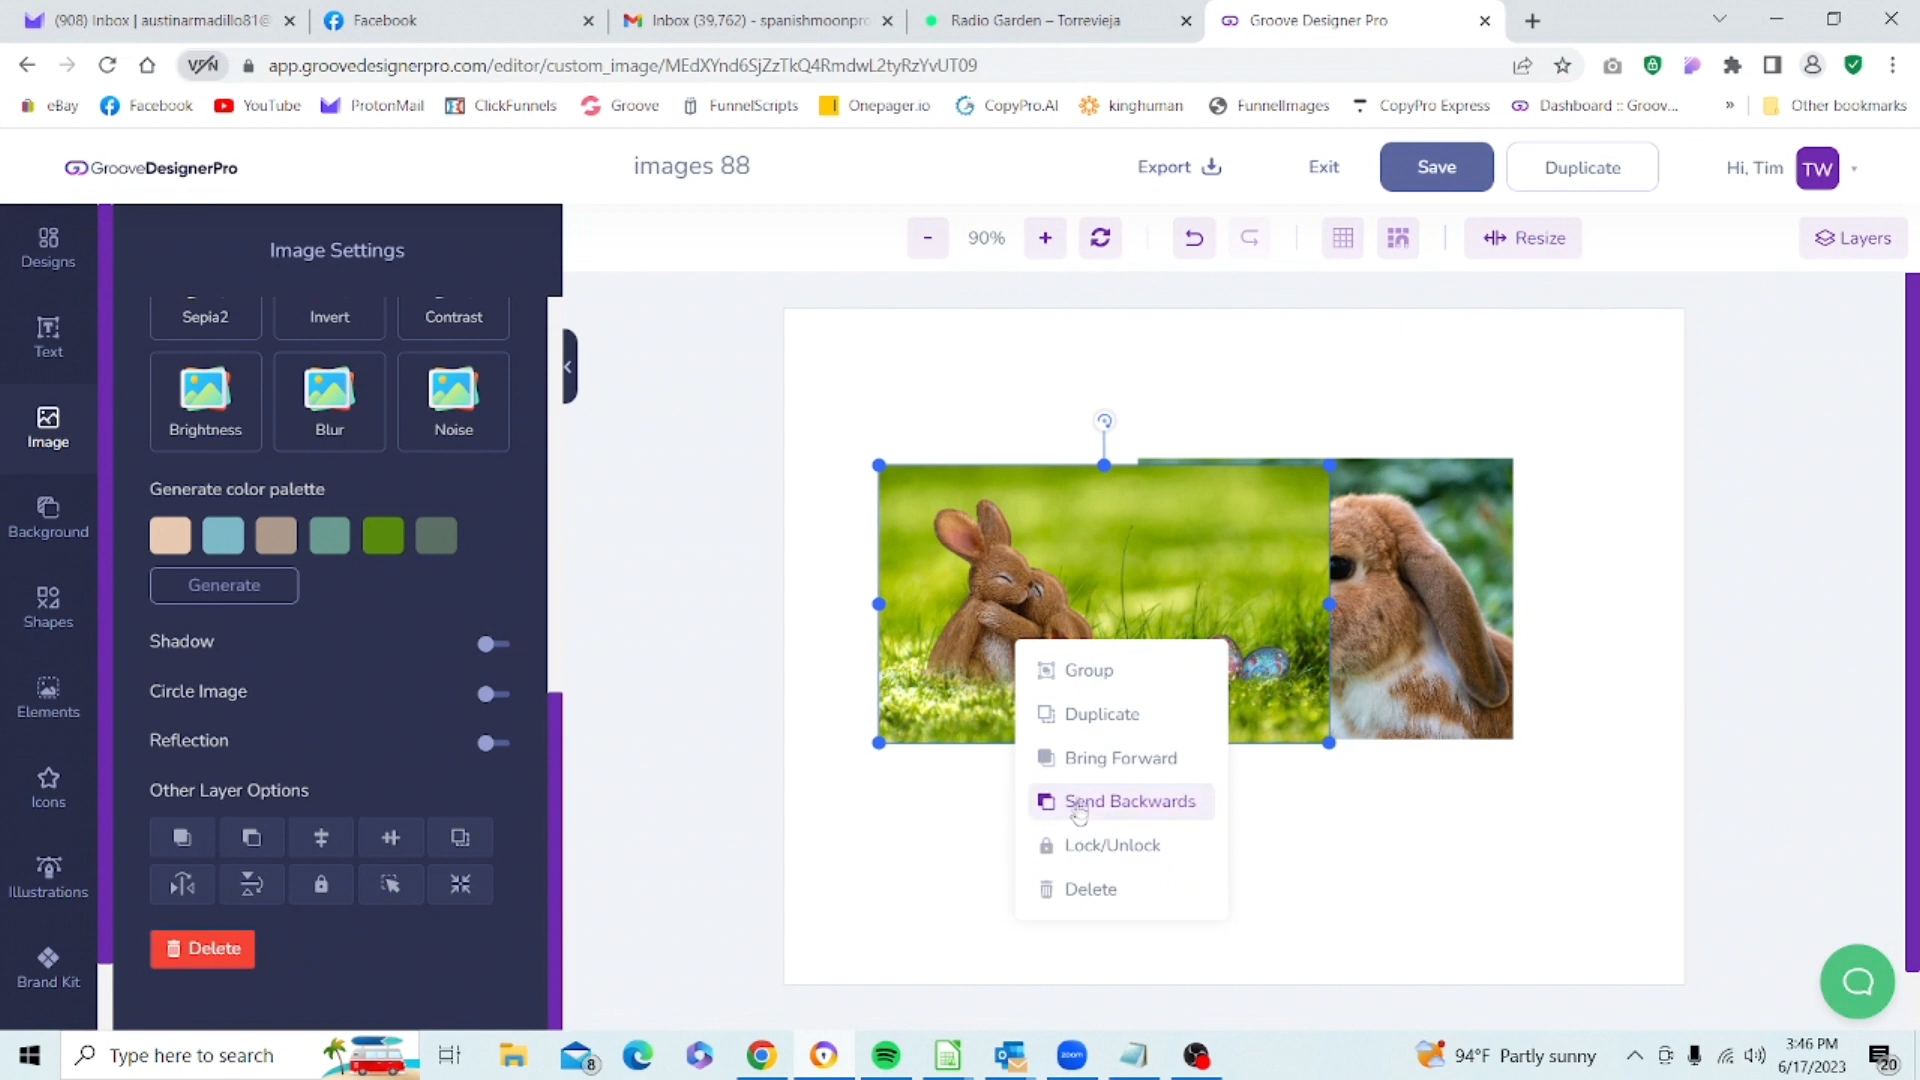 (908) Inbox | austinarmadillo81@
Facebook
Inbox (39,762) - spanishmoonpro
Radio Garden – Torrevieja
Groove Designer Pro
VPN
app.groovedesignerpro.com/editor/custom_image/MEdXYnd6SjZzTkQ4RmdwL2tyRzYvUT09
eBay
Facebook
YouTube
ProtonMail
ClickFunnels
Groove
FunnelScripts
Onepager.io
CopyPro.AI
kinghuman
FunnelImages
CopyPro Express
Dashboard :: Groov...
»
Other bookmarks
GrooveDesignerPro
images 88
Export
Exit
Save
Duplicate
Hi, Tim
TW
Designs
Text
Image
Background
Shapes
Elements
Icons
Illustrations
Brand Kit
Image Settings
Sepia2
Invert
Contrast
Brightness
Blur
Noise
Generate color palette
Generate
Shadow
Circle Image
Reflection
Other Layer Options
Delete
- 90% +
Resize
Layers
Group
Duplicate
Bring Forward
Send Backwards
Lock/Unlock
Delete
Type here to search
8
zoom
94°F Partly sunny
3:46 PM
6/17/2023
20